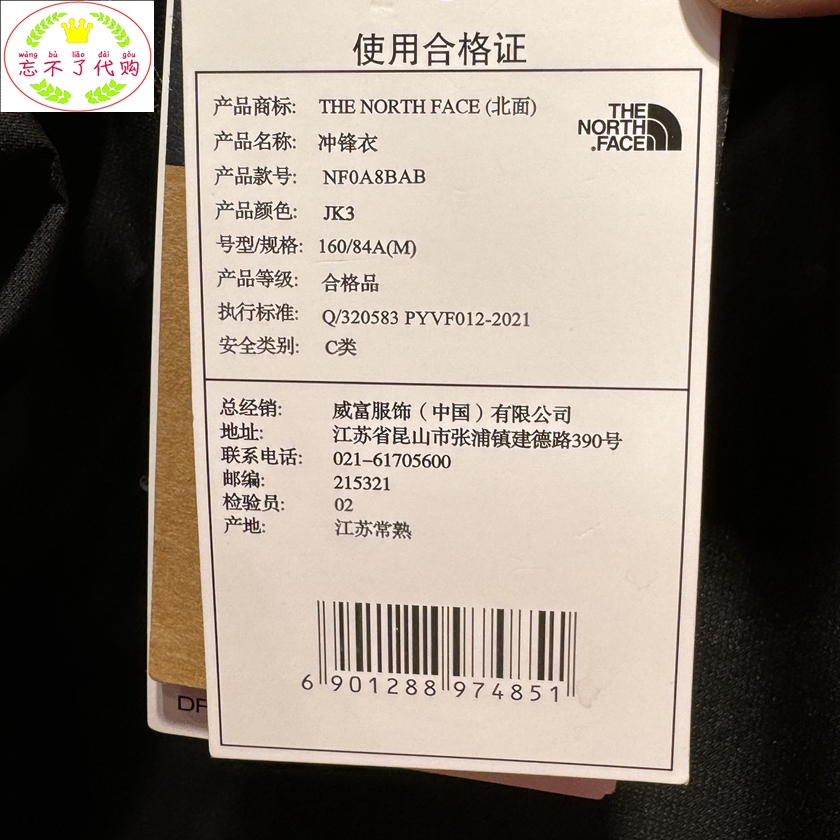 wàng bù liǎo dài gòu
忘不了代购
使用合格证
产品商标: THE NORTH FACE (北面)
THE
NORTH
FACE
产品名称: 冲锋衣
产品款号: NF0A8BAB
产品颜色: JK3
号型/规格: 160/84A(M)
产品等级: 合格品
执行标准: Q/320583 PYVF012-2021
安全类别: C类
总经销: 威富服饰(中国)有限公司
地址: 江苏省昆山市张浦镇建德路390号
联系电话: 021-61705600
邮编: 215321
检验员: 02
产地: 江苏常熟
6 901288 974851